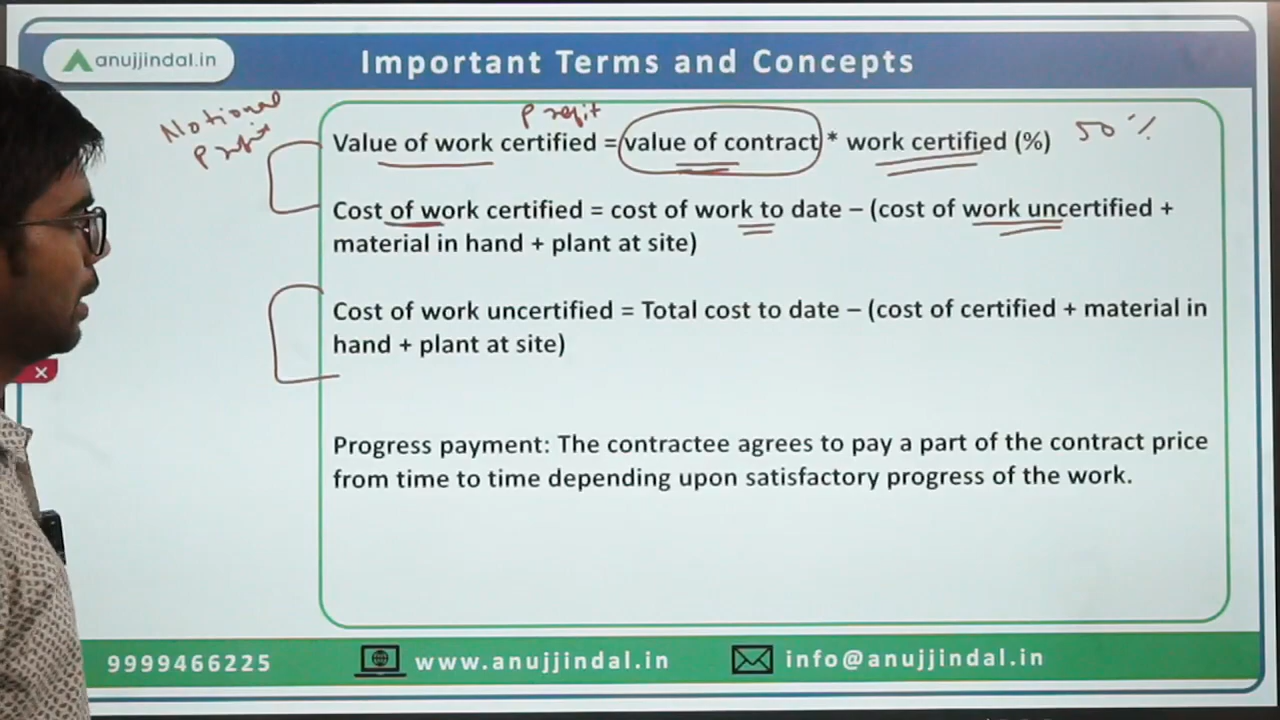 anujjindal.in
Important Terms and Concepts
Notional
Profit
Profit
Value of work certified = value of contract * work certified (%) 50%
Cost of work certified = cost of work to date – (cost of work uncertified +
material in hand + plant at site)
Cost of work uncertified = Total cost to date – (cost of certified + material in
hand + plant at site)
Progress payment: The contractee agrees to pay a part of the contract price
from time to time depending upon satisfactory progress of the work.
9999466225 www.anujjindal.in info@anujjindal.in